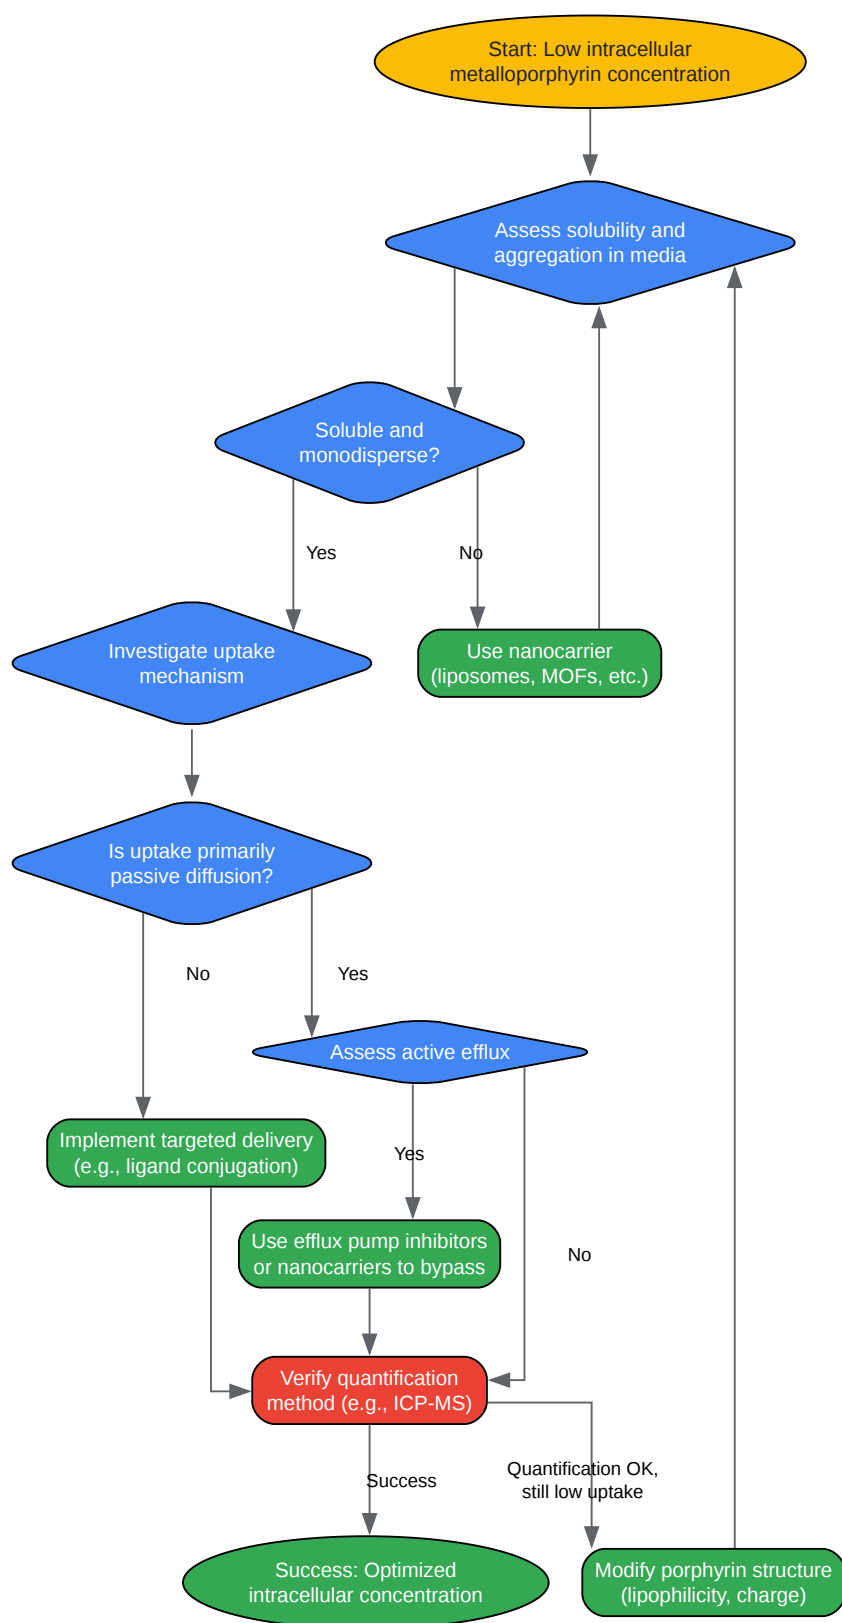 Start: Low intracellular
metalloporphyrin concentration
Assess solubility and
aggregation in media
Soluble and
monodisperse?
Yes
No
Investigate uptake
mechanism
Use nanocarrier
(liposomes, MOFs, etc.)
Is uptake primarily
passive diffusion?
No
Yes
Assess active efflux
Implement targeted delivery
(e.g., ligand conjugation)
Yes
Use efflux pump inhibitors
or nanocarriers to bypass
No
Verify quantification
method (e.g., ICP-MS)
Success
Quantification OK,
still low uptake
Success: Optimized
intracellular concentration
Modify porphyrin structure
(lipophilicity, charge)